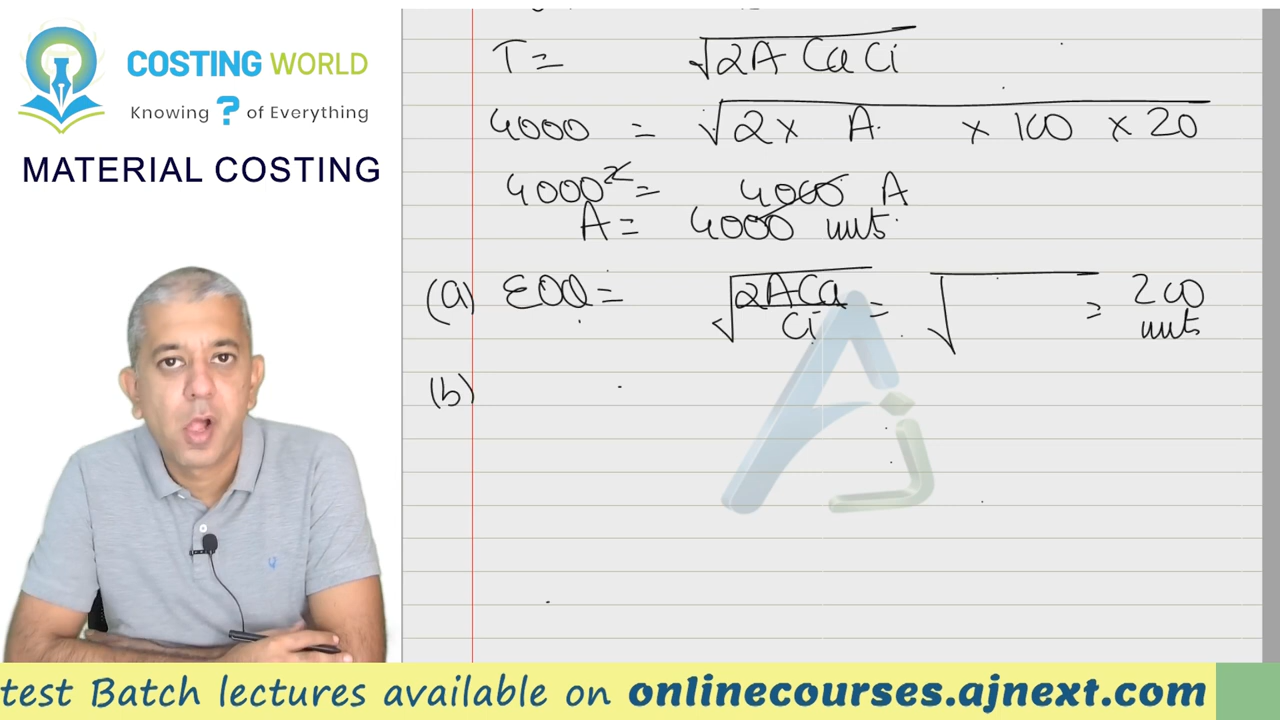 COSTING WORLD
Knowing ? of Everything
MATERIAL COSTING
T = √2A Ca Ci
4000 = √2 x A x 100 x 20
4000² = 4000 A
A = 4000 units
(a) EOQ = √2ACa/Ci = √ = 200 units
(b)
test Batch lectures available on onlinecourses.ajnext.com